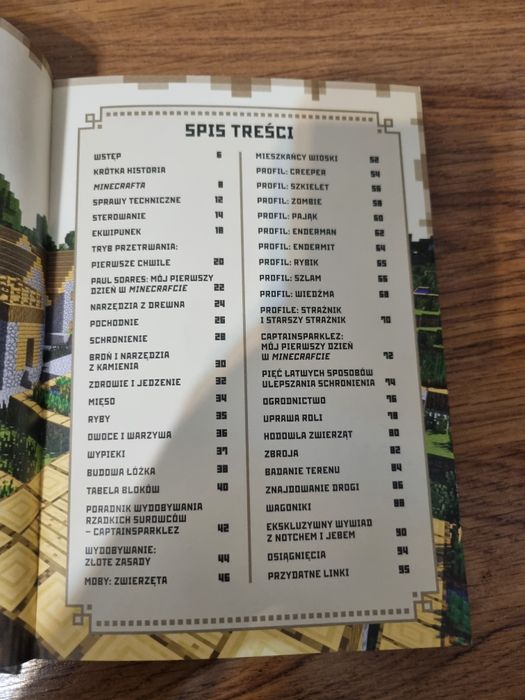 SPIS TREŚCI
WSTĘP 6
KRÓTKA HISTORIA
MINECRAFTA 8
SPRAWY TECHNICZNE 12
STEROWANIE 14
EKWIPUNEK 18
TRYB PRZETRWANIA:
PIERWSZE CHWILE 20
PAUL SOARES: MÓJ PIERWSZY
DZIEŃ W MINECRAFCIE 22
NARZĘDZIA Z DREWNA 24
POCHODNIE 26
SCHRONIENIE 28
BROŃ I NARZĘDZIA
Z KAMIENIA 30
ZDROWIE I JEDZENIE 32
MIĘSO 34
RYBY 35
OWOCE I WARZYWA 36
WYPIEKI 37
BUDOWA ŁÓŻKA 38
TABELA BLOKÓW 40
PORADNIK WYDOBYWANIA
RZADKICH SUROWCÓW
– CAPTAINSPARKLEZ 42
WYDOBYWANIE:
ZŁOTE ZASADY 44
MOBY: ZWIERZĘTA 46
MIESZKAŃCY WIOSKI 52
PROFIL: CREEPER 54
PROFIL: SZKIELET 56
PROFIL: ZOMBIE 58
PROFIL: PAJĄK 60
PROFIL: ENDERMAN 62
PROFIL: ENDERMIT 64
PROFIL: RYBIK 65
PROFIL: SZLAM 66
PROFIL: WIEDŹMA 68
PROFILE: STRAŻNIK
I STARSZY STRAŻNIK 70
CAPTAINSPARKLEZ:
MÓJ PIERWSZY DZIEŃ
W MINECRAFCIE 72
PIĘĆ ŁATWYCH SPOSOBÓW
ULEPSZANIA SCHRONIENIA 74
OGRODNICTWO 76
UPRAWA ROLI 78
HODOWLA ZWIERZĄT 80
ZBROJA 82
BADANIE TERENU 84
ZNAJDOWANIE DROGI 86
WAGONIKI 88
EKSKLUZYWNY WYWIAD
Z NOTCHEM I JEBEM 90
OSIĄGNIĘCIA 94
PRZYDATNE LINKI 95